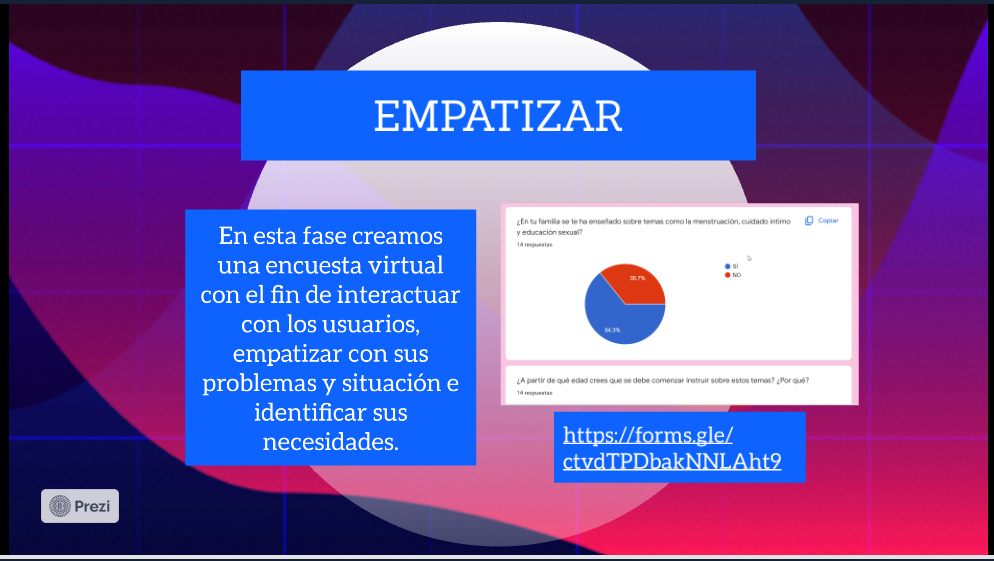 EMPATIZAR
En esta fase creamos
una encuesta virtual
con el fin de interactuar
con los usuarios,
empatizar con sus
problemas y situación e
identificar sus
necesidades.
¿En tu familia se te ha enseñado sobre temas como la menstruación, cuidado íntimo
y educación sexual?
Copiar
14 respuestas
SÍ
NO
35.7%
64.3%
¿A partir de qué edad crees que se debe comenzar instruir sobre estos temas? ¿Por qué?
14 respuestas
https://forms.gle/
ctvdTPDbakNNLAht9
Prezi